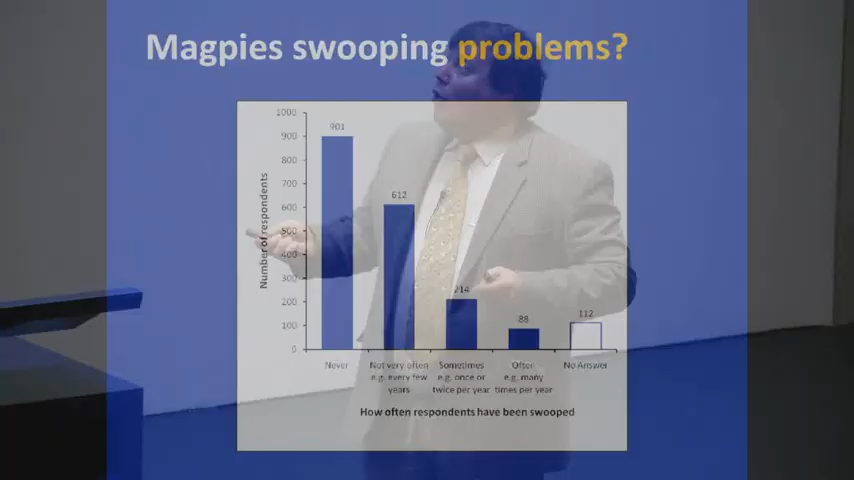 Magpies swooping problems?
1000
900
800
700
600
500
400
300
200
100
0
Number of respondents
901
612
214
88
112
Never
Not very often
e.g. every few
years
Sometimes
e.g. once or
twice per year
Often
e.g. many
times per year
No Answer
How often respondents have been swooped